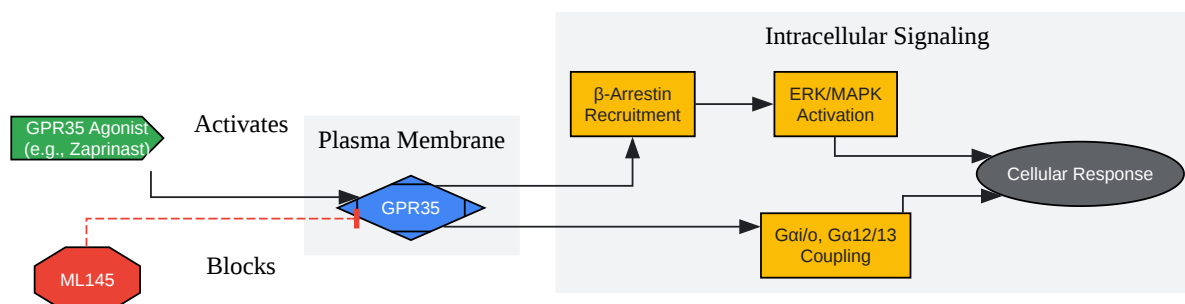 Intracellular Signaling
β-Arrestin
Recruitment
ERK/MAPK
Activation
GPR35 Agonist
(e.g., Zaprinast)
Activates
Plasma Membrane
Cellular Response
GPR35
Gαi/o, Gα12/13
Coupling
Blocks
ML145